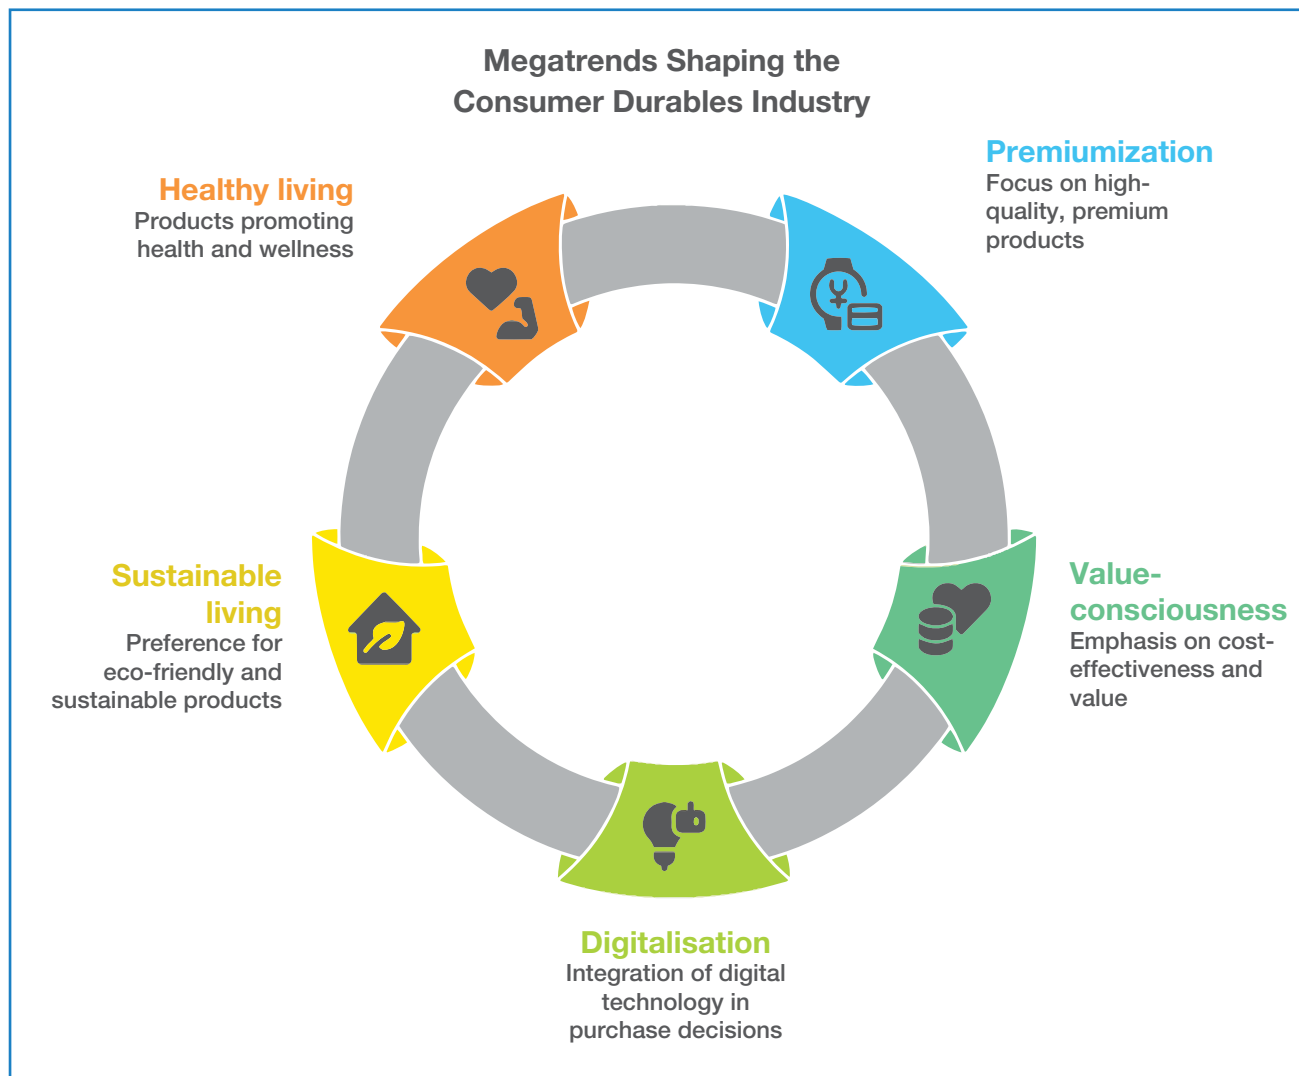 Megatrends Shaping the
Consumer Durables Industry
Premiumization
Focus on high-
quality, premium
products
Healthy living
Products promoting
health and wellness
Value-
consciousness
Emphasis on cost-
effectiveness and
value
Sustainable
living
Preference for
eco-friendly and
sustainable products
Digitalisation
Integration of digital
technology in
purchase decisions